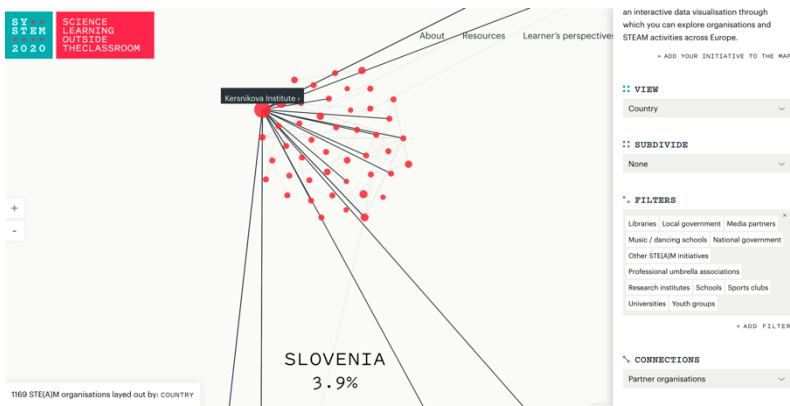 SY
STEM
2020
SCIENCE
LEARNING
OUTSIDE
THECLASSROOM
About Resources Learner's perspectives
Kersnikova Institute ›
+
-
SLOVENIA
3.9%
1169 STE(A)M organisations layed out by: COUNTRY
an interactive data visualisation through
which you can explore organisations and
STEAM activities across Europe.
» ADD YOUR INITIATIVE TO THE MAP
VIEW
Country
SUBDIVIDE
None
FILTERS
×
Libraries Local government Media partners
Music / dancing schools National government
Other STE(A)M initiatives
Professional umbrella associations
Research institutes Schools Sports clubs
Universities Youth groups
+ ADD FILTER
CONNECTIONS
Partner organisations